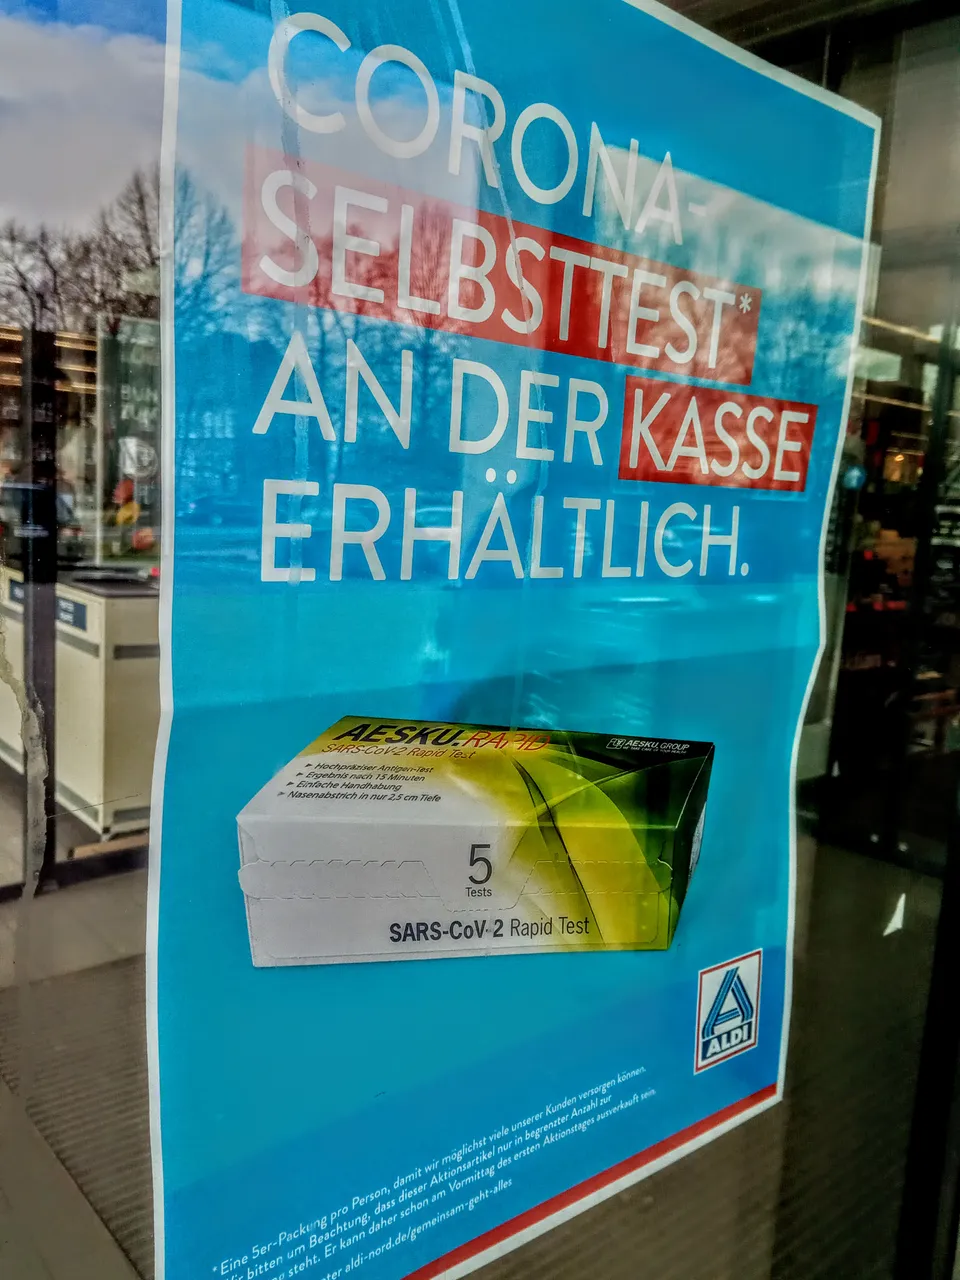 CORONA-
SELBSTTEST*
AN DER KASSE
ERHÄLTLICH.
AESKU.RAPID
SARS-CoV-2 Rapid Test
AESKU.GROUP
Hochpräziser Antigen-Test
Ergebnis nach 15 Minuten
Einfache Handhabung
Nasenabstrich in nur 2,5 cm Tiefe
5
Tests
SARS-CoV-2 Rapid Test
ALDI
*Eine 5er-Packung pro Person, damit wir möglichst viele unserer Kunden versorgen können.
bitten um Beachtung, dass dieser Aktionsartikel nur in begrenzter Anzahl zur
steht. Er kann daher schon am Vormittag des ersten Aktionstages ausverkauft sein.
aldi-nord.de/gemeinsam-geht-alles